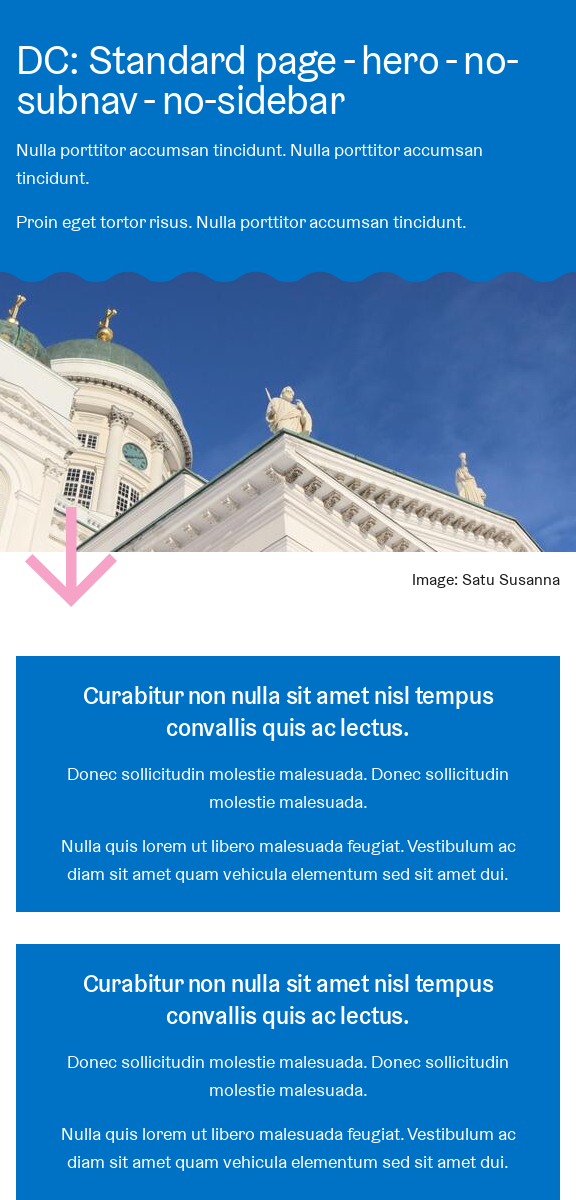 DC: Standard page - hero - no-
subnav - no-sidebar
Nulla porttitor accumsan tincidunt. Nulla porttitor accumsan
tincidunt.
Proin eget tortor risus. Nulla porttitor accumsan tincidunt.
Image: Satu Susanna
Curabitur non nulla sit amet nisl tempus
convallis quis ac lectus.
Donec sollicitudin molestie malesuada. Donec sollicitudin
molestie malesuada.
Nulla quis lorem ut libero malesuada feugiat. Vestibulum ac
diam sit amet quam vehicula elementum sed sit amet dui.
Curabitur non nulla sit amet nisl tempus
convallis quis ac lectus.
Donec sollicitudin molestie malesuada. Donec sollicitudin
molestie malesuada.
Nulla quis lorem ut libero malesuada feugiat. Vestibulum ac
diam sit amet quam vehicula elementum sed sit amet dui.